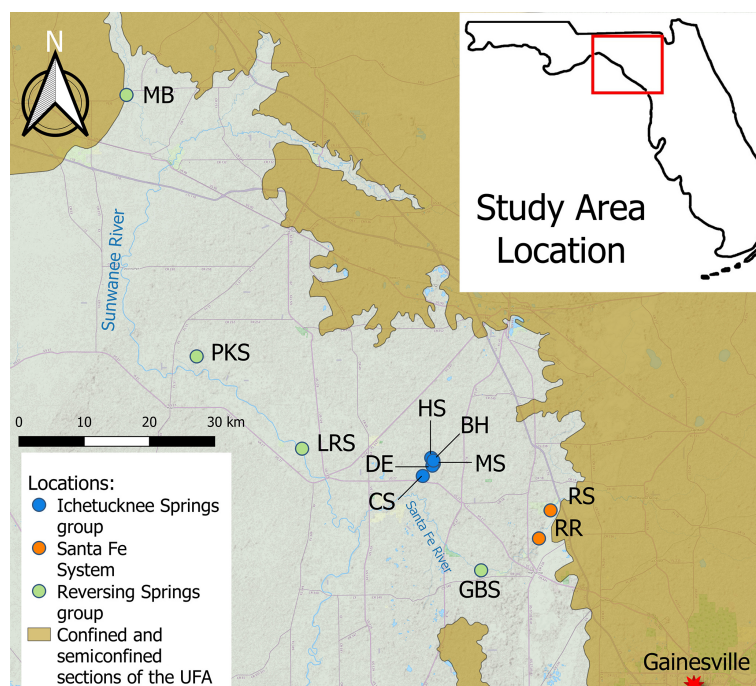 N
MB
Study Area
Location
Sunwanee River
PKS
0 10 20 30 km
LRS
HS
BH
DE
MS
CS
Santa Fe River
RS
RR
GBS
Locations:
Ichetucknee Springs
group
Santa Fe
System
Reversing Springs
group
Confined and
semiconfined
sections of the UFA
Gainesville